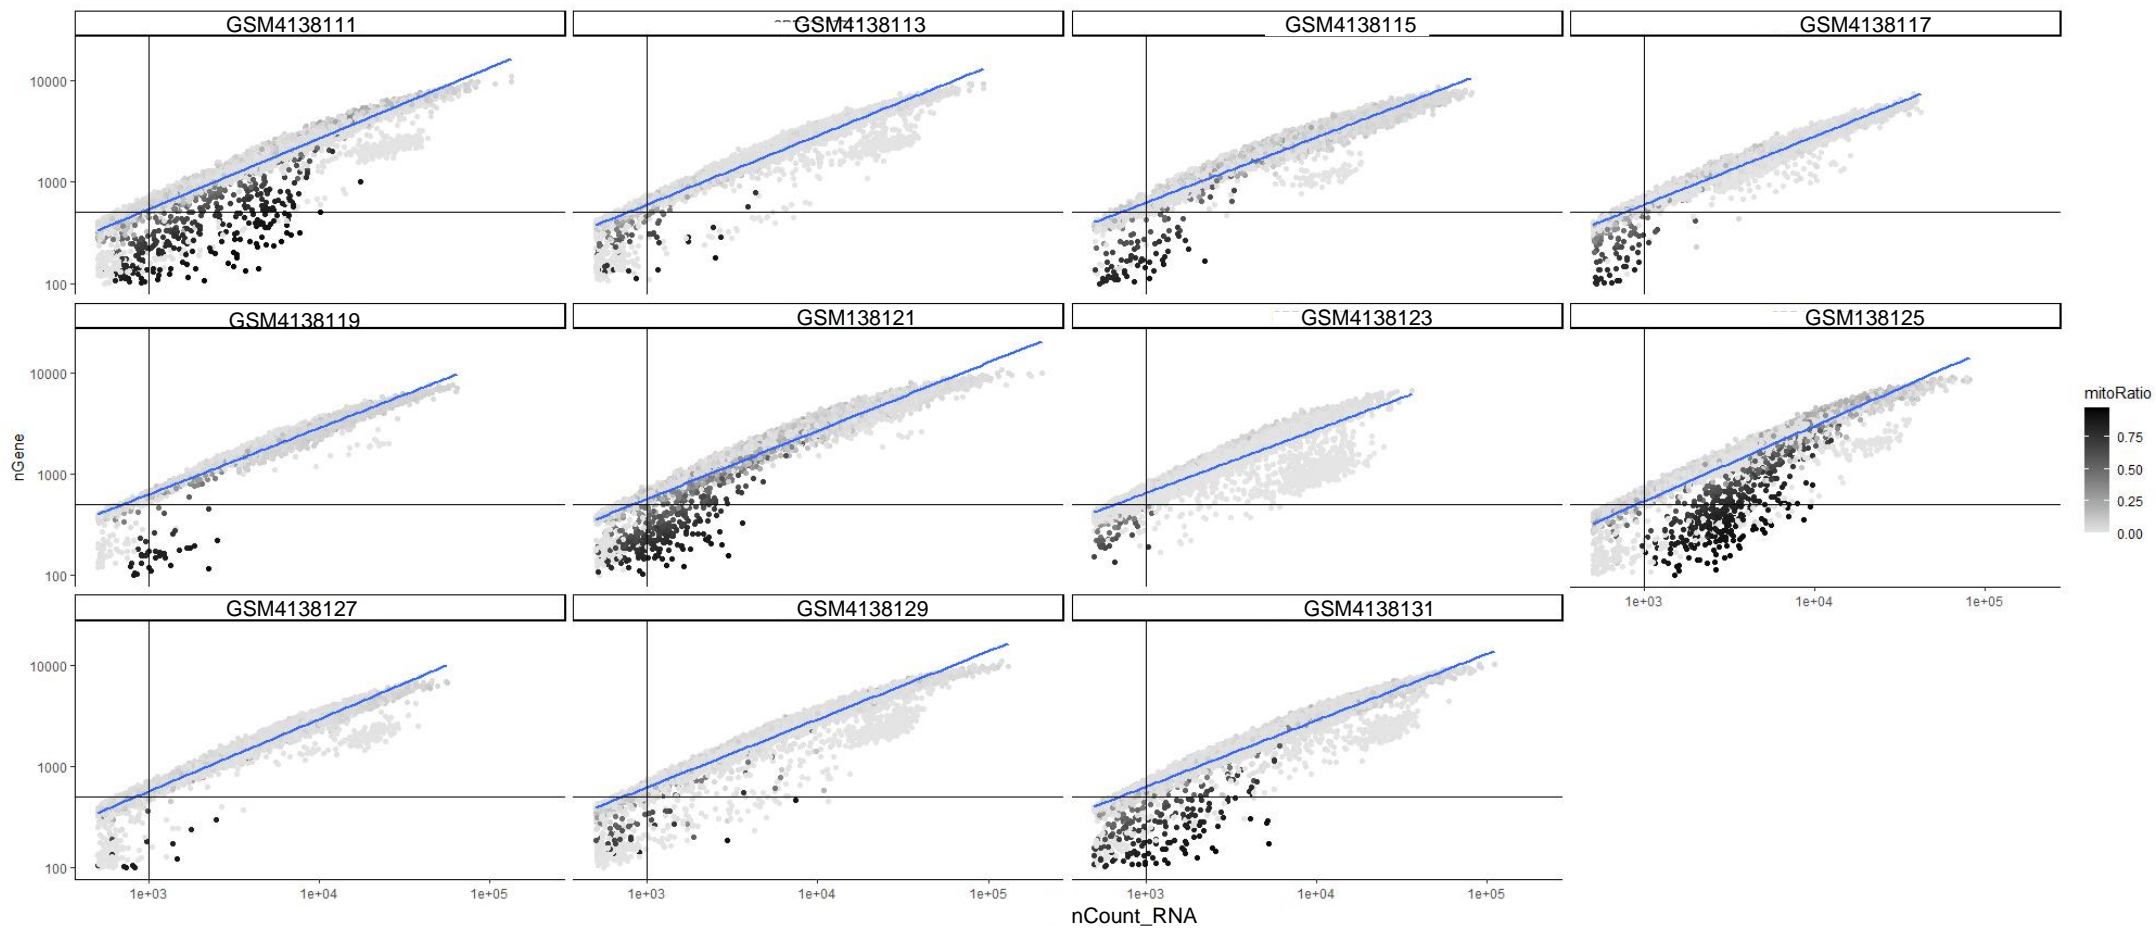 GSM4138111 GSM4138113 GSM4138115 GSM4138117
10000
1000
100
GSM4138119 GSM138121 GSM4138123 GSM138125
10000
1000
100
nGene
1e+03 1e+04 1e+05
mitoRatio
0.75
0.50
0.25
0.00
GSM4138127 GSM4138129 GSM4138131
10000
1000
100
1e+03 1e+04 1e+05 1e+03 1e+04 1e+05 1e+03 1e+04 1e+05
nCount_RNA